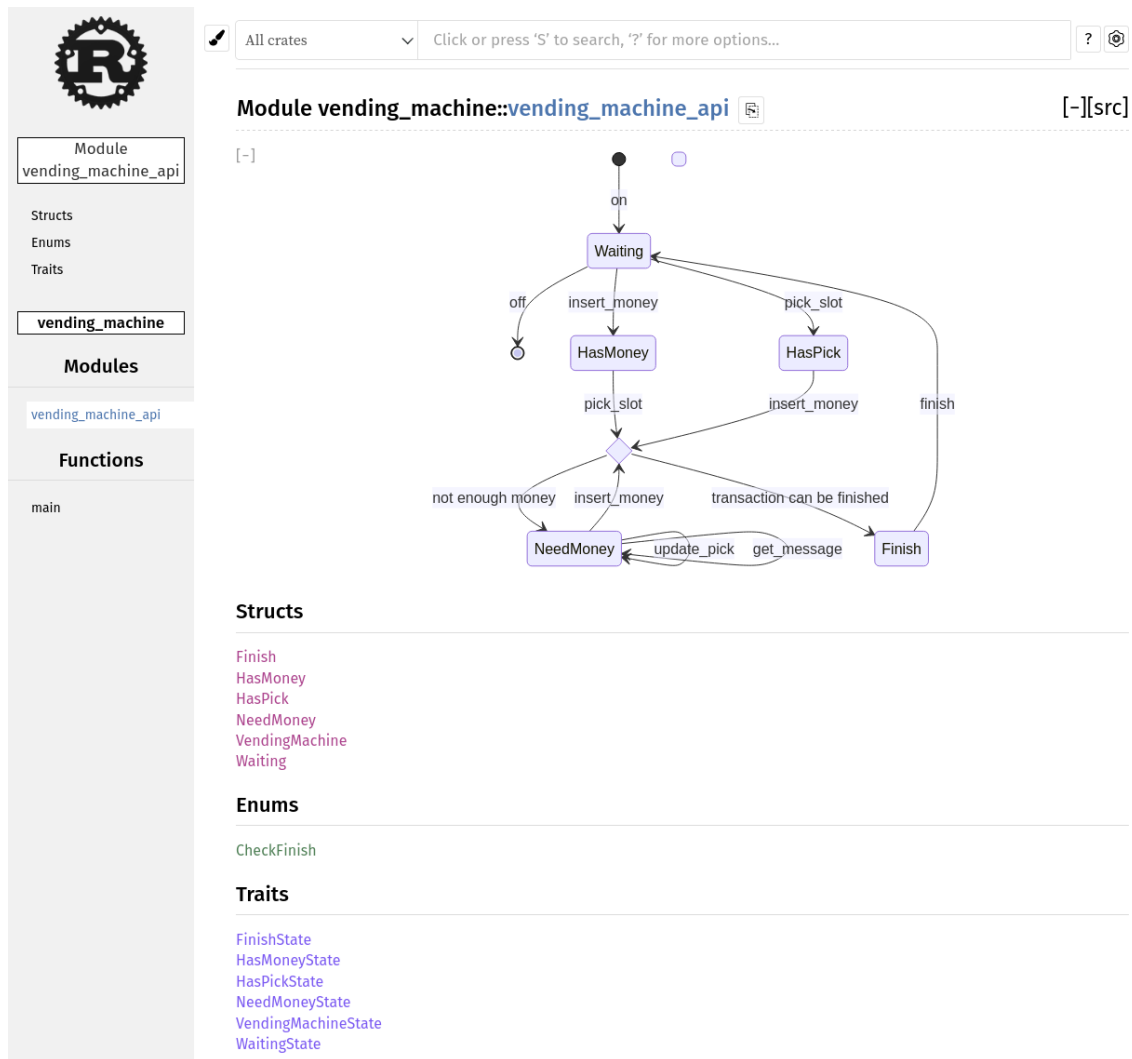 R
Module
vending_machine_api
Structs
Enums
Traits
vending_machine
Modules
vending_machine_api
Functions
main
All crates
Click or press ‘S’ to search, ‘?’ for more options…
?
Module vending_machine::vending_machine_api
[-][src]
[-]
on
Waiting
off
insert_money
pick_slot
HasMoney
HasPick
pick_slot
insert_money
finish
not enough money
insert_money
transaction can be finished
NeedMoney
update_pick
get_message
Finish
Structs
Finish
HasMoney
HasPick
NeedMoney
VendingMachine
Waiting
Enums
CheckFinish
Traits
FinishState
HasMoneyState
HasPickState
NeedMoneyState
VendingMachineState
WaitingState